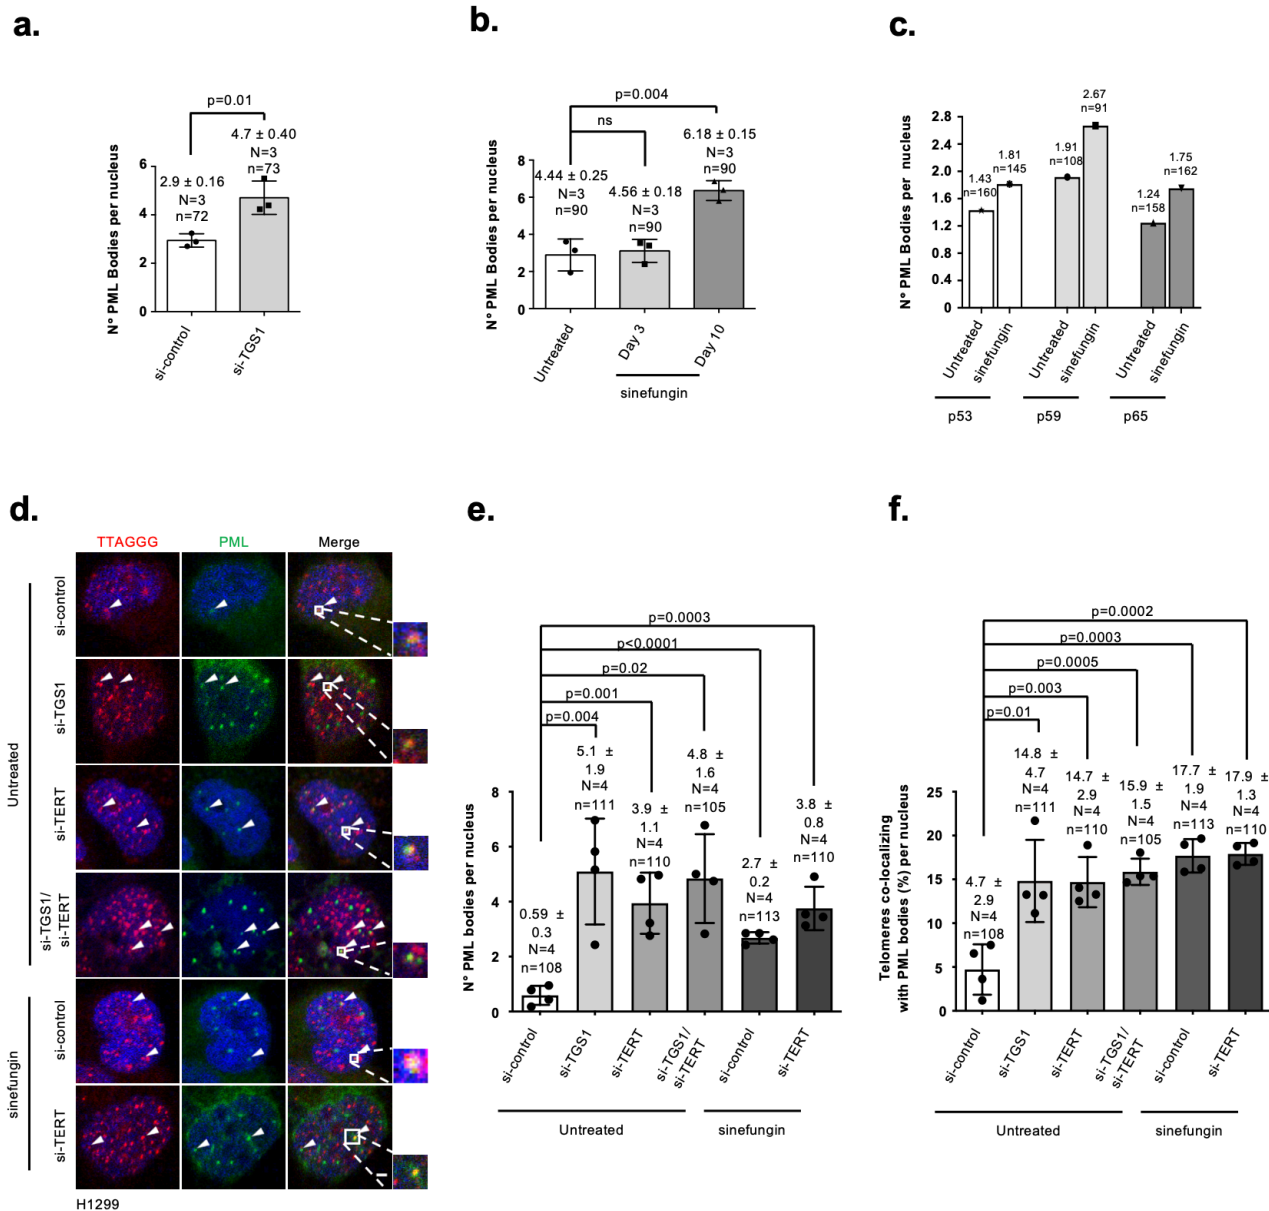 a.
p=0.01
4.7 ± 0.40
N=3
n=73
2.9 ± 0.16
N=3
n=72
N° PML Bodies per nucleus
6
4
2
0
si-control
si-TGS1
b.
p=0.004
ns
6.18 ± 0.15
N=3
n=90
4.44 ± 0.25
N=3
n=90
4.56 ± 0.18
N=3
n=90
N° PML Bodies per nucleus
8
6
4
2
0
Untreated
Day 3
Day 10
sinefungin
c.
2.67
n=91
1.91
n=108
1.81
n=145
1.43
n=160
1.75
n=162
1.24
n=158
N° PML Bodies per nucleus
2.8
2.4
2.0
1.6
1.2
0.8
0.4
0
Untreated
sinefungin
Untreated
sinefungin
Untreated
sinefungin
p53
p59
p65
d.
TTAGGG
PML
Merge
Untreated
si-control
si-TGS1
si-TERT
si-TGS1/
si-TERT
sinefungin
si-control
si-TERT
H1299
e.
p=0.0003
p<0.0001
p=0.02
p=0.001
p=0.004
0.59 ±
0.3
N=4
n=108
5.1 ±
1.9
N=4
n=111
3.9 ±
1.1
N=4
n=110
4.8 ±
1.6
N=4
n=105
2.7 ±
0.2
N=4
n=113
3.8 ±
0.8
N=4
n=110
N° PML bodies per nucleus
8
6
4
2
0
si-control
si-TGS1
si-TERT
si-TGS1/
si-TERT
si-control
si-TERT
Untreated
sinefungin
f.
p=0.0002
p=0.0003
p=0.0005
p=0.003
p=0.01
4.7 ±
2.9
N=4
n=108
14.8 ±
4.7
N=4
n=111
14.7 ±
2.9
N=4
n=110
15.9 ±
1.5
N=4
n=105
17.7 ±
1.9
N=4
n=113
17.9 ±
1.3
N=4
n=110
Telomeres co-localizing
with PML bodies (%) per nucleus
25
20
15
10
5
0
si-control
si-TGS1
si-TERT
si-TGS1/
si-TERT
si-control
si-TERT
Untreated
sinefungin